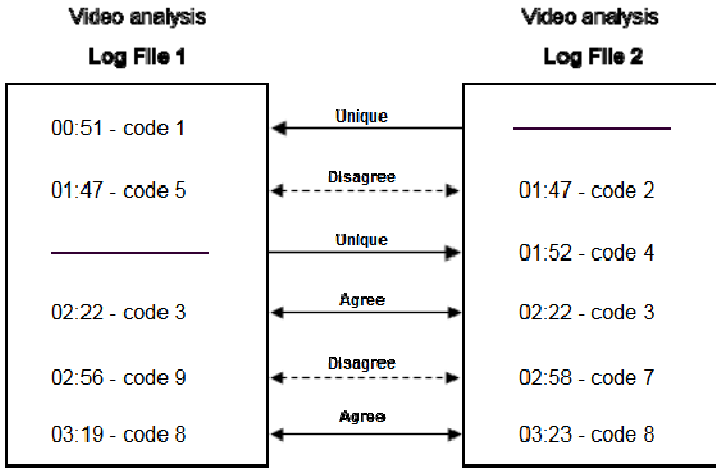 Video analysis Video analysis
Log File 1 Log File 2
00:51 - code 1 Unique
01:47 - code 5 Disagree 01:47 - code 2
Unique 01:52 - code 4
02:22 - code 3 Agree 02:22 - code 3
02:56 - code 9 Disagree 02:58 - code 7
03:19 - code 8 Agree 03:23 - code 8